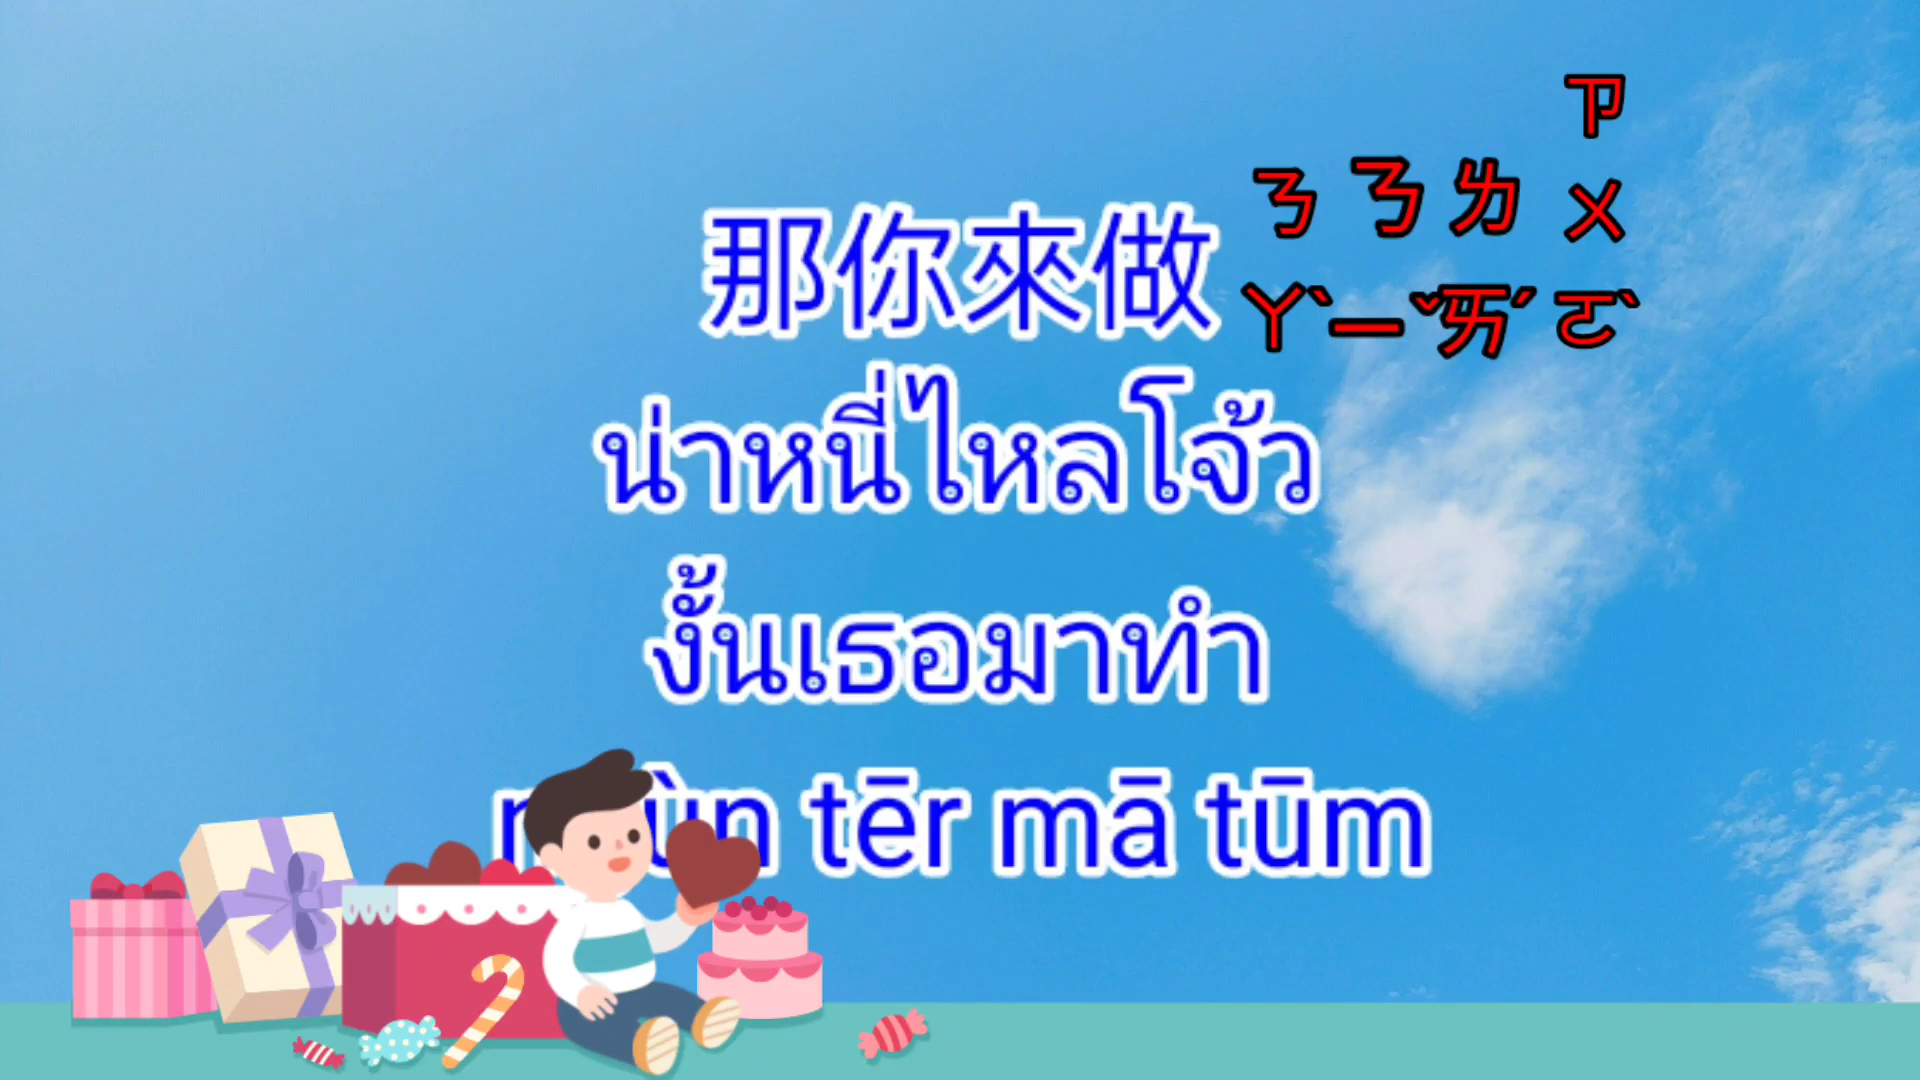 那你來做
ㄋㄚˋ ㄋㄧˇ ㄌㄞˊ ㄗㄨㄛˋ
น่าหนี่ไหลโจ้ว
งั้นเธอมาทำ
tēr mā tūm